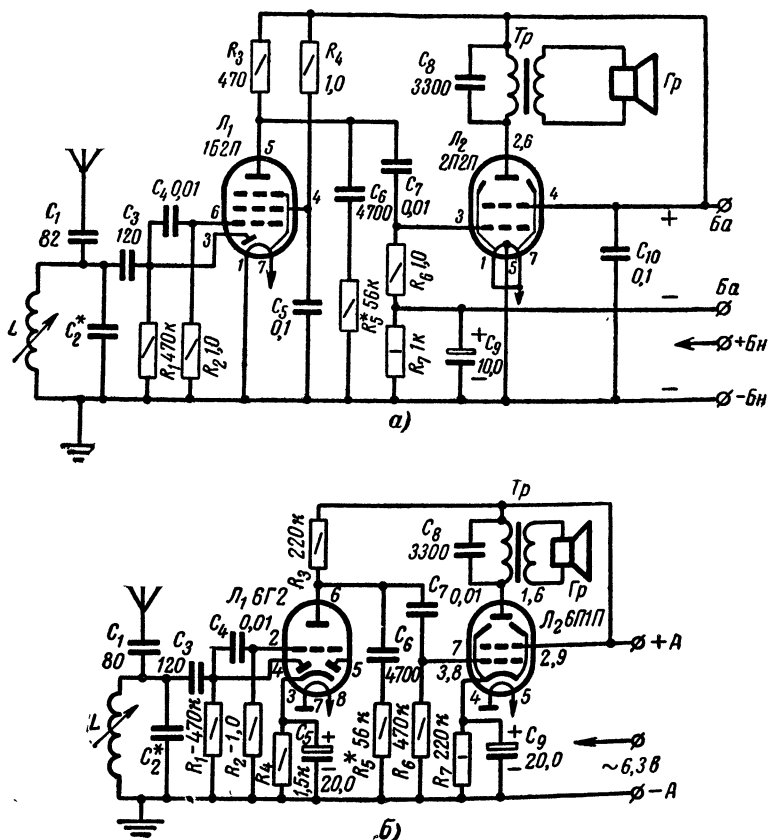 Тр
R₃
470
R₄
1,0
C₈
3300
Гр
Л₁
1Б2П
5
Л₂
2П2П
2,6
C₄ 0,01
6
3
4
1
7
C₁
82
C₃
120
L
C₂*
R₁ 470к
R₂ 1,0
C₅
0,1
C₆
4700
R₅* 56к
C₇
0,01
3
4
1
5
7
R₆ 1,0
R₇ 1к
+
C₉
10,0
−
C₁₀
0,1
+
Ба
−
Ба
+Бн
−
−Бн
а)
Тр
R₃ 220к
C₈
3300
Гр
1,6
Л₁ 6Г2
6
C₇ 0,01
Л₂ 6П1П
C₁
80
C₃
120
C₄
0,01
2
4
3
7
8
5
L
C₂*
R₁-470к
R₂-1,0
R₄
1,5к
C₅
+
−
20,0
C₆
4700
R₅* 56к
R₆ 470к
7
3,8
4
5
2,9
R₇ 220к
+
C₉
−
20,0
+А
~6,3в
−А
б)